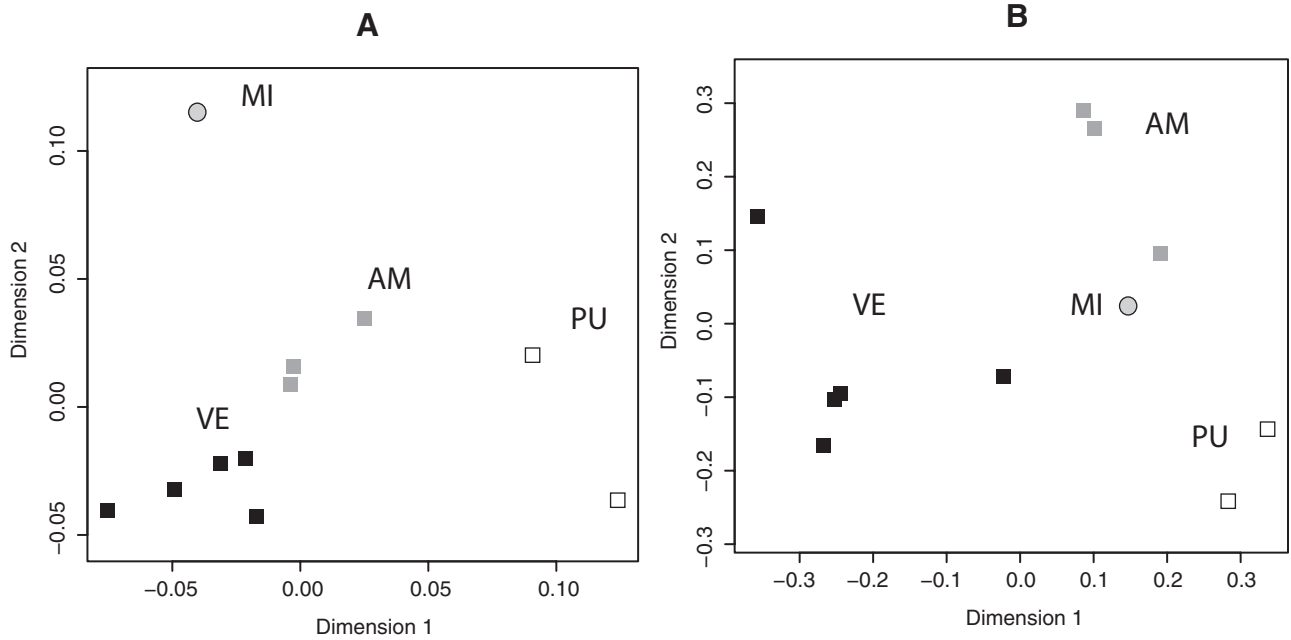 A
MI
AM
PU
VE
0.10
0.05
0.00
−0.05
Dimension 2
−0.05 0.00 0.05 0.10
Dimension 1
B
AM
VE
MI
PU
0.3
0.2
0.1
0.0
−0.1
−0.2
−0.3
Dimension 2
−0.3 −0.2 −0.1 0.0 0.1 0.2 0.3
Dimension 1